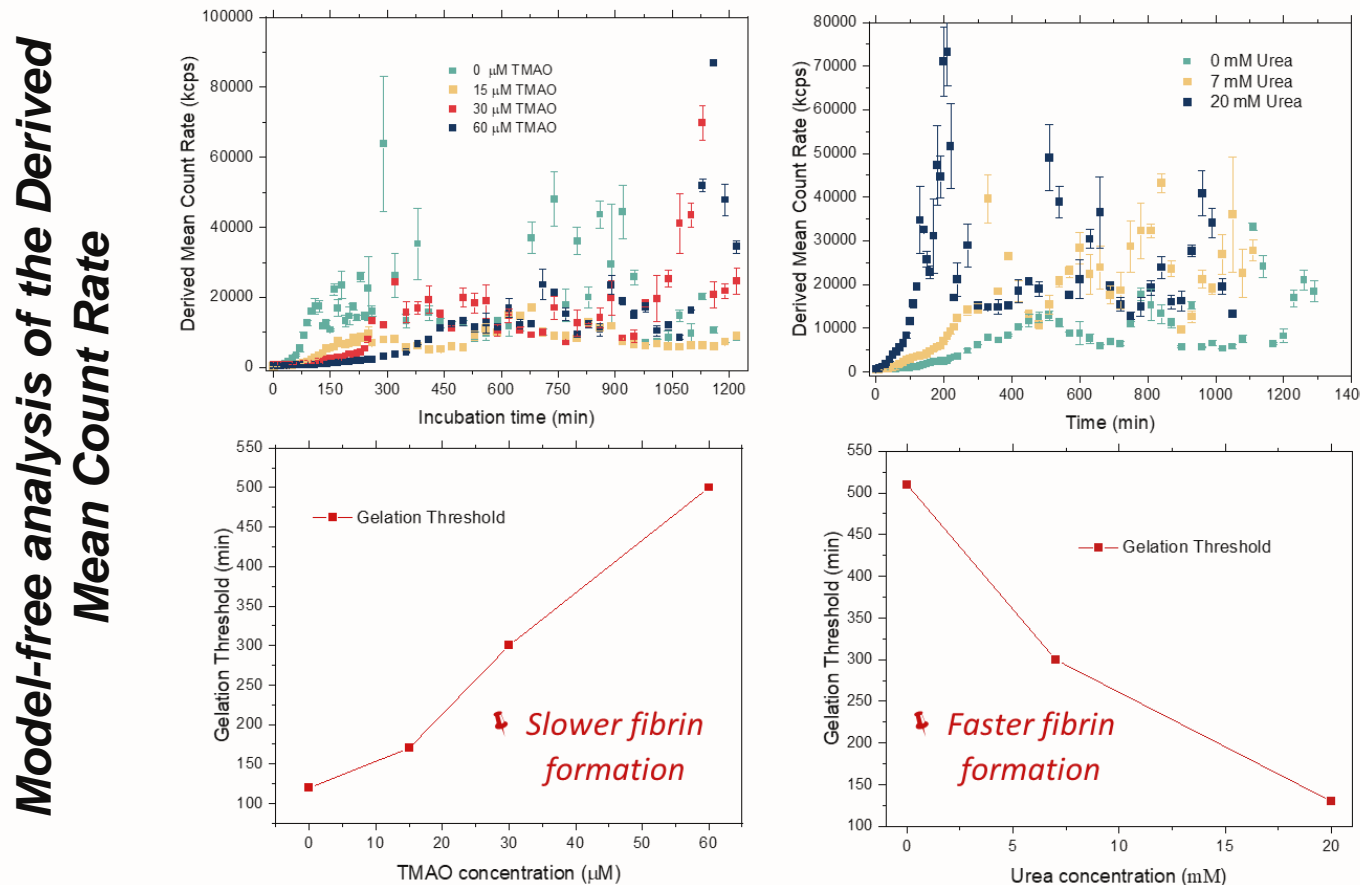 Model-free analysis of the Derived
Mean Count Rate
Derived Mean Count Rate (kcps)
100000
80000
60000
40000
20000
0
0 μM TMAO
15 μM TMAO
30 μM TMAO
60 μM TMAO
0 150 300 450 600 750 900 1050 1200
Incubation time (min)
Derived Mean Count Rate (kcps)
80000
70000
60000
50000
40000
30000
20000
10000
0
0 mM Urea
7 mM Urea
20 mM Urea
0 200 400 600 800 1000 1200 140
Time (min)
Gelation Threshold (min)
550
500
450
400
350
300
250
200
150
100
Gelation Threshold
Slower fibrin
formation
0 10 20 30 40 50 60
TMAO concentration (μM)
Gelation Threshold (min)
550
500
450
400
350
300
250
200
150
100
Gelation Threshold
Faster fibrin
formation
0 5 10 15 20
Urea concentration (mM)